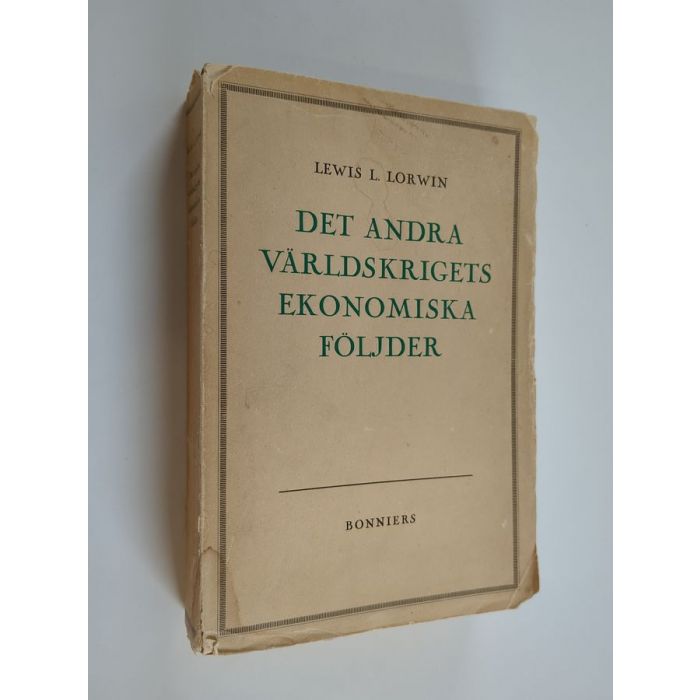 LEWIS L. LORWIN
DET ANDRA
VÄRLDSKRIGETS
EKONOMISKA
FÖLJDER
BONNIERS